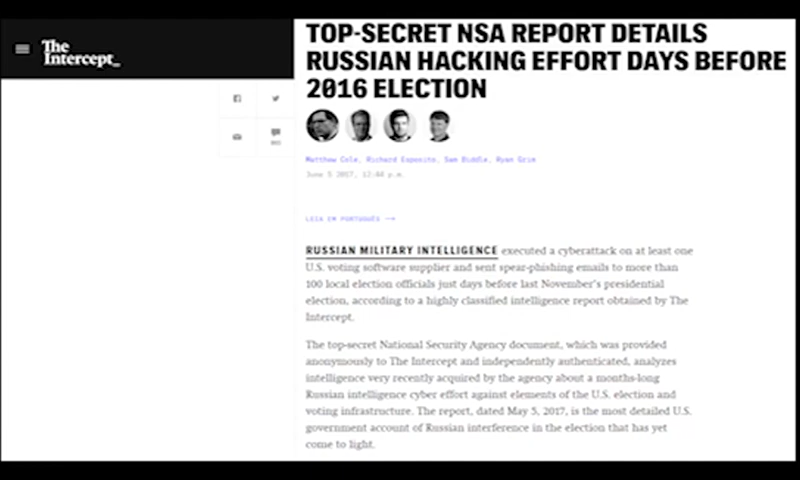 The
Intercept_
TOP-SECRET NSA REPORT DETAILS
RUSSIAN HACKING EFFORT DAYS BEFORE
2016 ELECTION
Matthew Cole, Richard Esposito, Sam Biddle, Ryan Grim
June 5 2017, 12:44 p.m.
LEIA EM PORTUGUÊS ⟶
RUSSIAN MILITARY INTELLIGENCE executed a cyberattack on at least one
U.S. voting software supplier and sent spear-phishing emails to more than
100 local election officials just days before last November's presidential
election, according to a highly classified intelligence report obtained by The
Intercept.
The top-secret National Security Agency document, which was provided
anonymously to The Intercept and independently authenticated, analyzes
intelligence very recently acquired by the agency about a months-long
Russian intelligence cyber effort against elements of the U.S. election and
voting infrastructure. The report, dated May 5, 2017, is the most detailed U.S.
government account of Russian interference in the election that has yet
come to light.